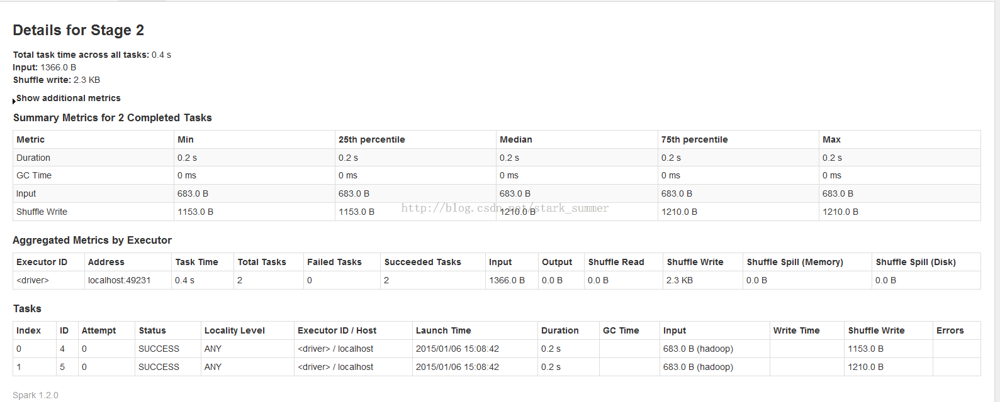 Details for Stage 2
Total task time across all tasks: 0.4 s
Input: 1366.0 B
Shuffle write: 2.3 KB
Show additional metrics
Summary Metrics for 2 Completed Tasks
Metric Min 25th percentile Median 75th percentile Max
Duration 0.2 s 0.2 s 0.2 s 0.2 s 0.2 s
GC Time 0 ms 0 ms 0 ms 0 ms 0 ms
Input 683.0 B 683.0 B 683.0 B 683.0 B 683.0 B
http://blog.csdn.net/stark_summer
Shuffle Write 1153.0 B 1153.0 B 1210.0 B 1210.0 B 1210.0 B
Aggregated Metrics by Executor
Executor ID Address Task Time Total Tasks Failed Tasks Succeeded Tasks Input Output Shuffle Read Shuffle Write Shuffle Spill (Memory) Shuffle Spill (Disk)
<driver> localhost:49231 0.4 s 2 0 2 1366.0 B 0.0 B 0.0 B 2.3 KB 0.0 B 0.0 B
Tasks
Index ID Attempt Status Locality Level Executor ID / Host Launch Time Duration GC Time Input Write Time Shuffle Write Errors
0 4 0 SUCCESS ANY <driver> / localhost 2015/01/06 15:08:42 0.2 s 683.0 B (hadoop) 1153.0 B
1 5 0 SUCCESS ANY <driver> / localhost 2015/01/06 15:08:42 0.2 s 683.0 B (hadoop) 1210.0 B
Spark 1.2.0